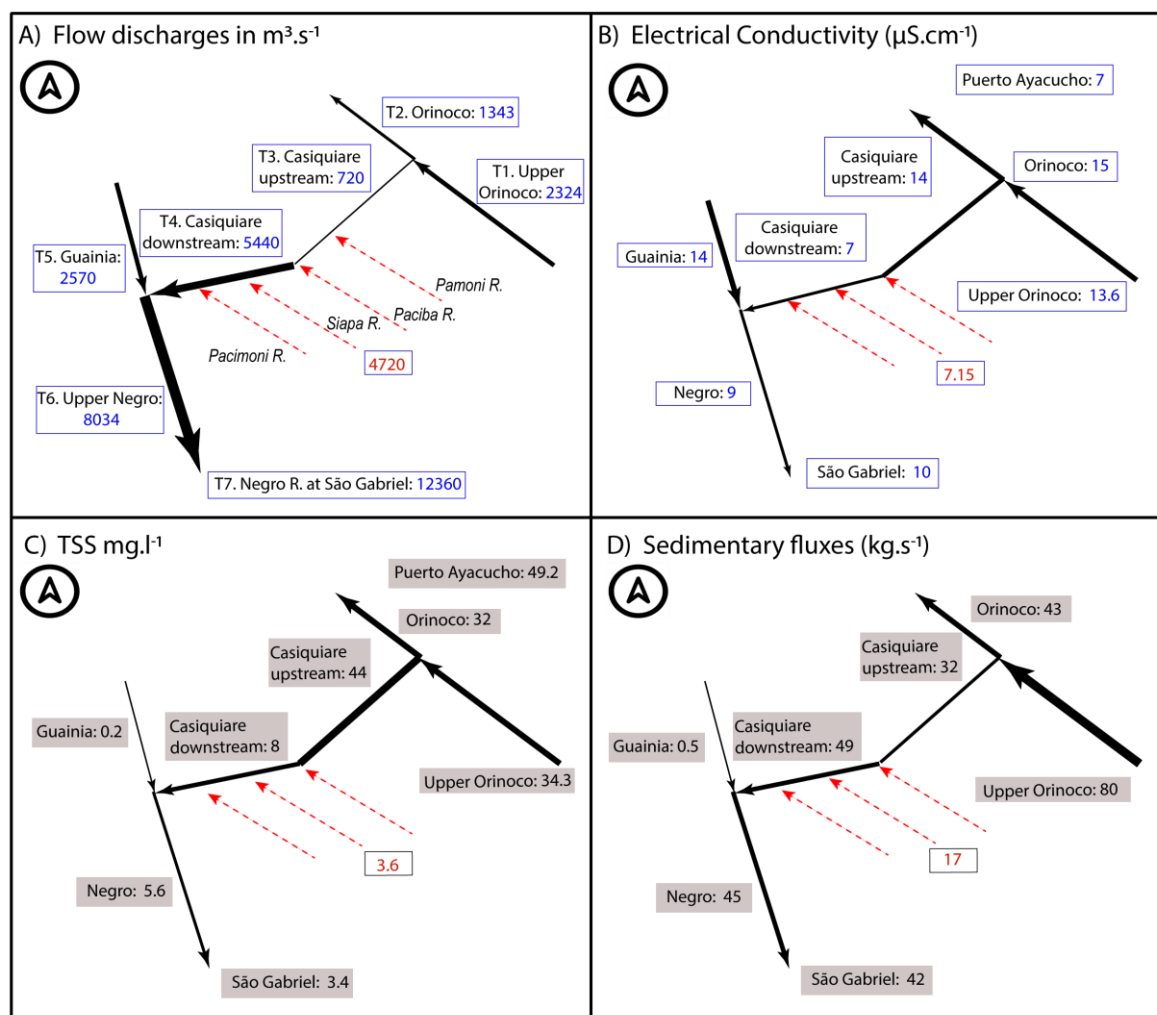 A) Flow discharges in m³.s⁻¹
T2. Orinoco: 1343
T3. Casiquiare
upstream: 720
T1. Upper
Orinoco: 2324
T4. Casiquiare
downstream: 5440
T5. Guainia:
2570
Pamoni R.
Paciba R.
Siapa R.
Pacimoni R.
4720
T6. Upper Negro:
8034
T7. Negro R. at São Gabriel: 12360
B) Electrical Conductivity (µS.cm⁻¹)
Puerto Ayacucho: 7
Casiquiare
upstream: 14
Orinoco: 15
Casiquiare
downstream: 7
Guainia: 14
Upper Orinoco: 13.6
7.15
Negro: 9
São Gabriel: 10
C) TSS mg.l⁻¹
Puerto Ayacucho: 49.2
Orinoco: 32
Casiquiare
upstream: 44
Guainia: 0.2
Casiquiare
downstream: 8
Upper Orinoco: 34.3
3.6
Negro: 5.6
São Gabriel: 3.4
D) Sedimentary fluxes (kg.s⁻¹)
Orinoco: 43
Casiquiare
upstream: 32
Guainia: 0.5
Casiquiare
downstream: 49
Upper Orinoco: 80
17
Negro: 45
São Gabriel: 42